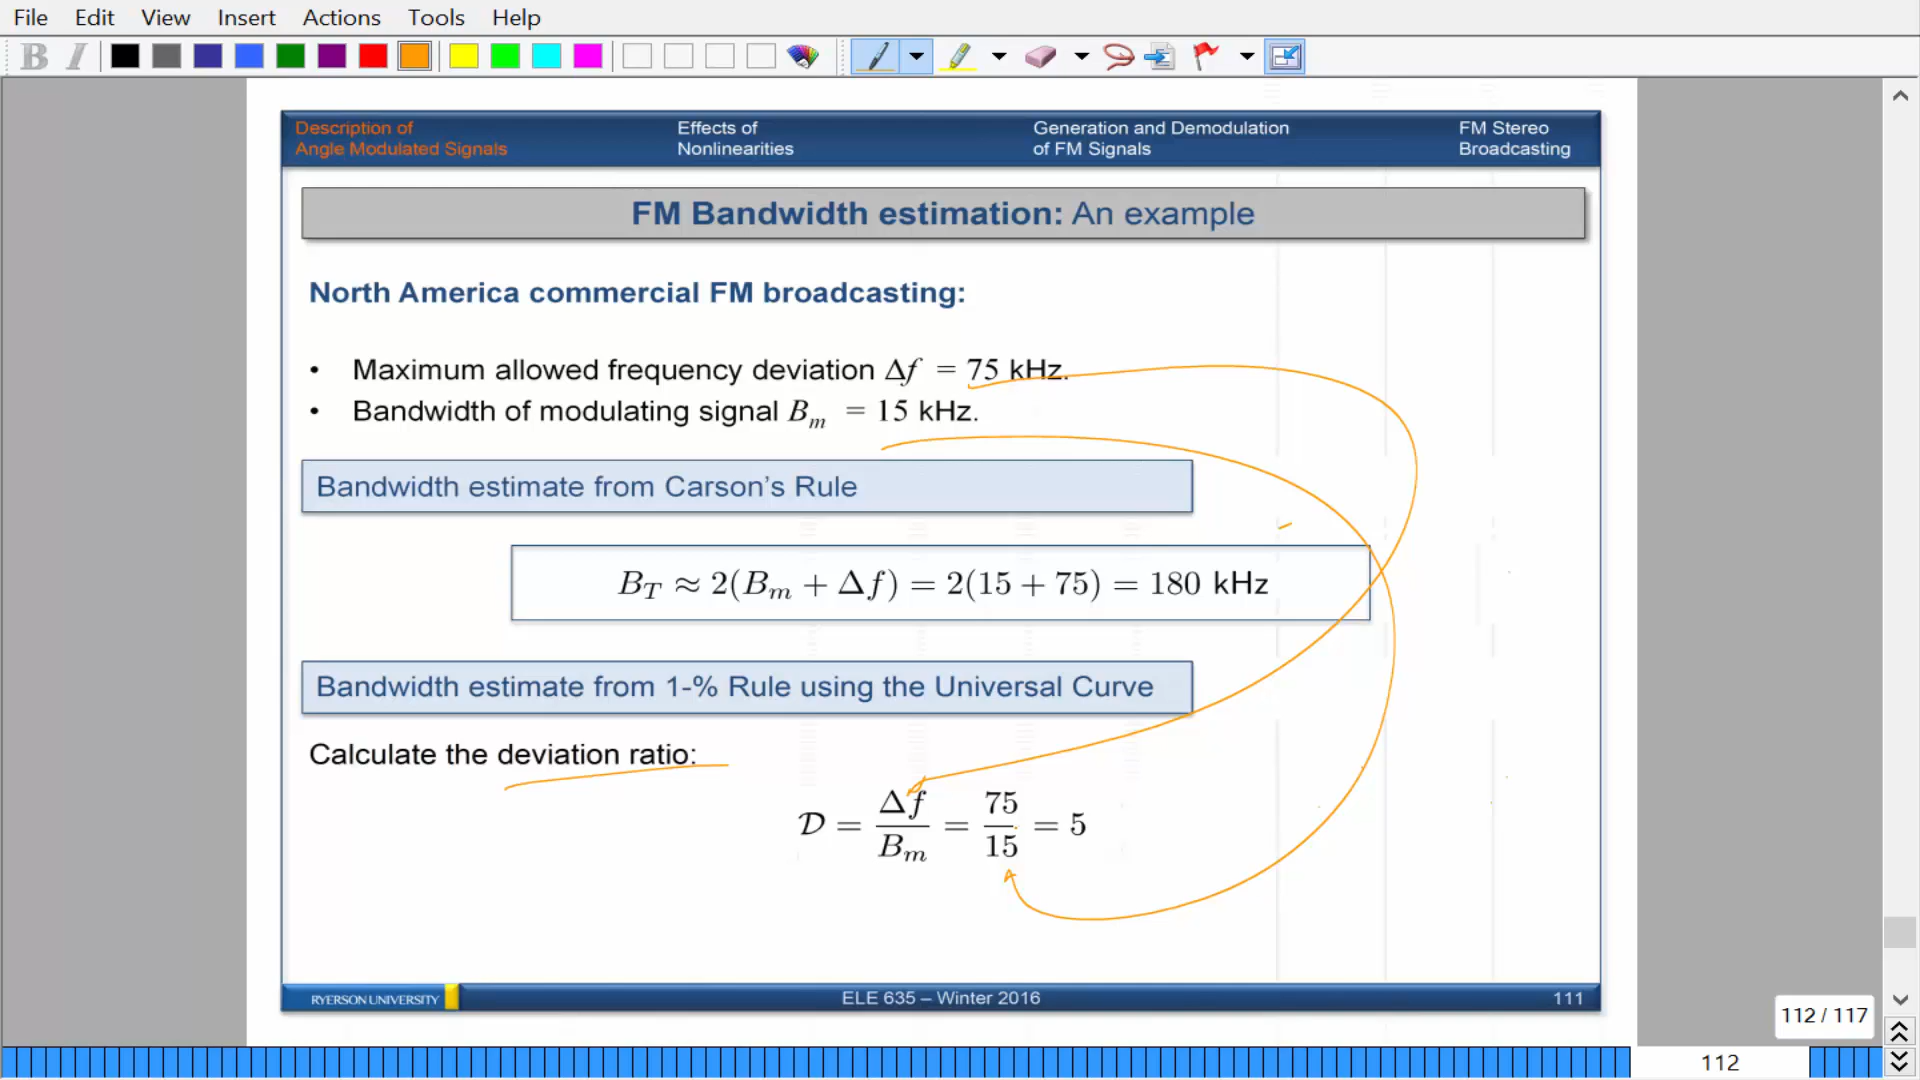 File Edit View Insert Actions Tools Help
B I
Description of
Angle Modulated Signals
Effects of
Nonlinearities
Generation and Demodulation
of FM Signals
FM Stereo
Broadcasting
FM Bandwidth estimation: An example
North America commercial FM broadcasting:
• Maximum allowed frequency deviation Δf = 75 kHz.
• Bandwidth of modulating signal Bₘ = 15 kHz.
Bandwidth estimate from Carson's Rule
B_T ≈ 2(Bₘ + Δf) = 2(15 + 75) = 180 kHz
Bandwidth estimate from 1-% Rule using the Universal Curve
Calculate the deviation ratio:
𝒟 = Δf/Bₘ = 75/15 = 5
RYERSON UNIVERSITY
ELE 635 – Winter 2016
111
112 / 117
112